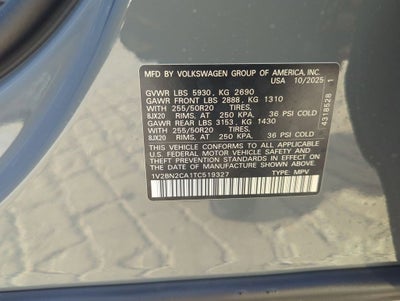 MFD BY VOLKSWAGEN GROUP OF AMERICA, INC.
USA 10/2025
GVWR LBS 5930, KG 2690
GAWR FRONT LBS 2888, KG 1310
WITH 255/50R20 TIRES,
8JX20 RIMS, AT 250 KPA, 36 PSI COLD
GAWR REAR LBS 3153, KG 1430
WITH 255/50R20 TIRES,
8JX20 RIMS, AT 250 KPA, 36 PSI COLD
THIS VEHICLE CONFORMS TO ALL APPLICABLE
U.S. FEDERAL MOTOR VEHICLE SAFETY
STANDARDS IN EFFECT ON THE
DATE OF MANUFACTURE SHOWN ABOVE.
1V2BN2CA1TC519327 TYPE: MPV
4318528 1